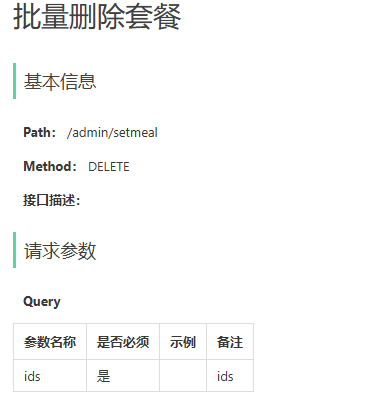 批量删除套餐
基本信息
Path： /admin/setmeal
Method： DELETE
接口描述：
请求参数
Query
参数名称 是否必须 示例 备注
ids 是 ids